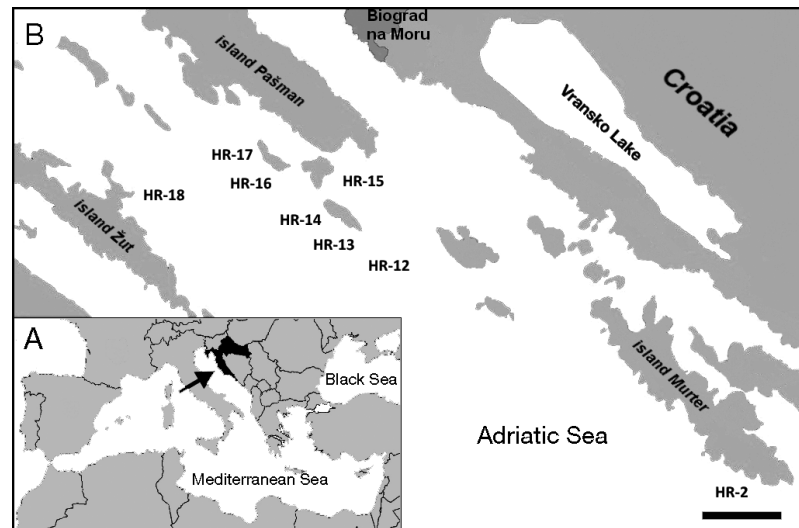 B
Biograd
na Moru
island Pašman
Croatia
Vransko Lake
HR-17
HR-16
HR-15
HR-18
HR-14
HR-13
HR-12
island Žut
island Murter
A
Black Sea
Mediterranean Sea
Adriatic Sea
HR-2